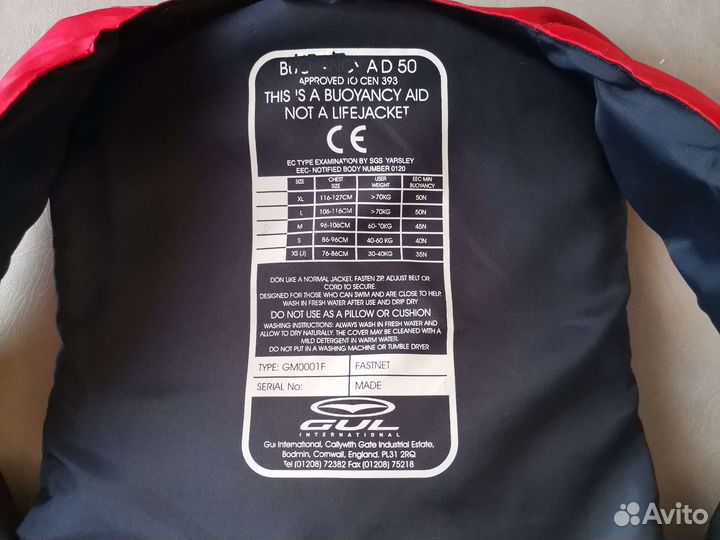 AD 50
APPROVED TO CEN 393
THIS IS A BUOYANCY AID
NOT A LIFEJACKET
CE
EC TYPE EXAMINATION BY SGS YARSLEY
EEC- NOTIFIED BODY NUMBER 0120
SIZE CHEST SIZE USER WEIGHT EEC MIN BUOYANCY
XL 116-127CM >70KG 50N
L 106-116CM >70KG 50N
M 96-106CM 60-70KG 45N
S 86-96CM 40-60 KG 40N
XS (J) 76-86CM 30-40KG 35N
DON LIKE A NORMAL JACKET, FASTEN ZIP, ADJUST BELT OR
CORD TO SECURE.
DESIGNED FOR THOSE WHO CAN SWIM AND ARE CLOSE TO HELP.
WASH IN FRESH WATER AFTER USE AND DRIP DRY
DO NOT USE AS A PILLOW OR CUSHION
WASHING INSTRUCTIONS: ALWAYS WASH IN FRESH WATER AND
ALLOW TO DRY NATURALLY. THE COVER MAY BE CLEANED WITH A
MILD DETERGENT IN WARM WATER.
DO NOT PUT IN A WASHING MACHINE OR TUMBLE DRYER
TYPE: GM0001F FASTNET
SERIAL No: MADE
GUL
INTERNATIONAL
Gul International, Callywith Gate Industrial Estate,
Bodmin, Cornwall, England. PL31 2RQ
Tel (01208) 72382 Fax (01208) 75218
Avito